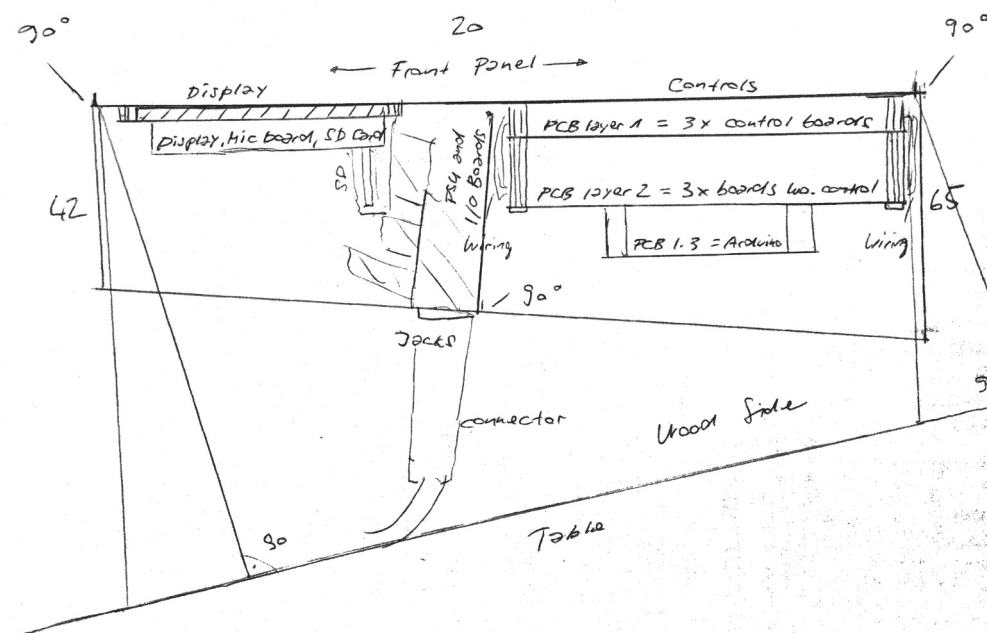 90°
20
90°
← Front Panel →
Display
Controls
Display, Mic board, SD Card
PCB layer 1 = 3x control boards
SD
PSU and
I/O Boards
PCB layer 2 = 3x boards wo. control
42
65
Wiring
Wiring
PCB 1.3 = Arduino
90°
Jacks
connector
Wood Side
Table
90